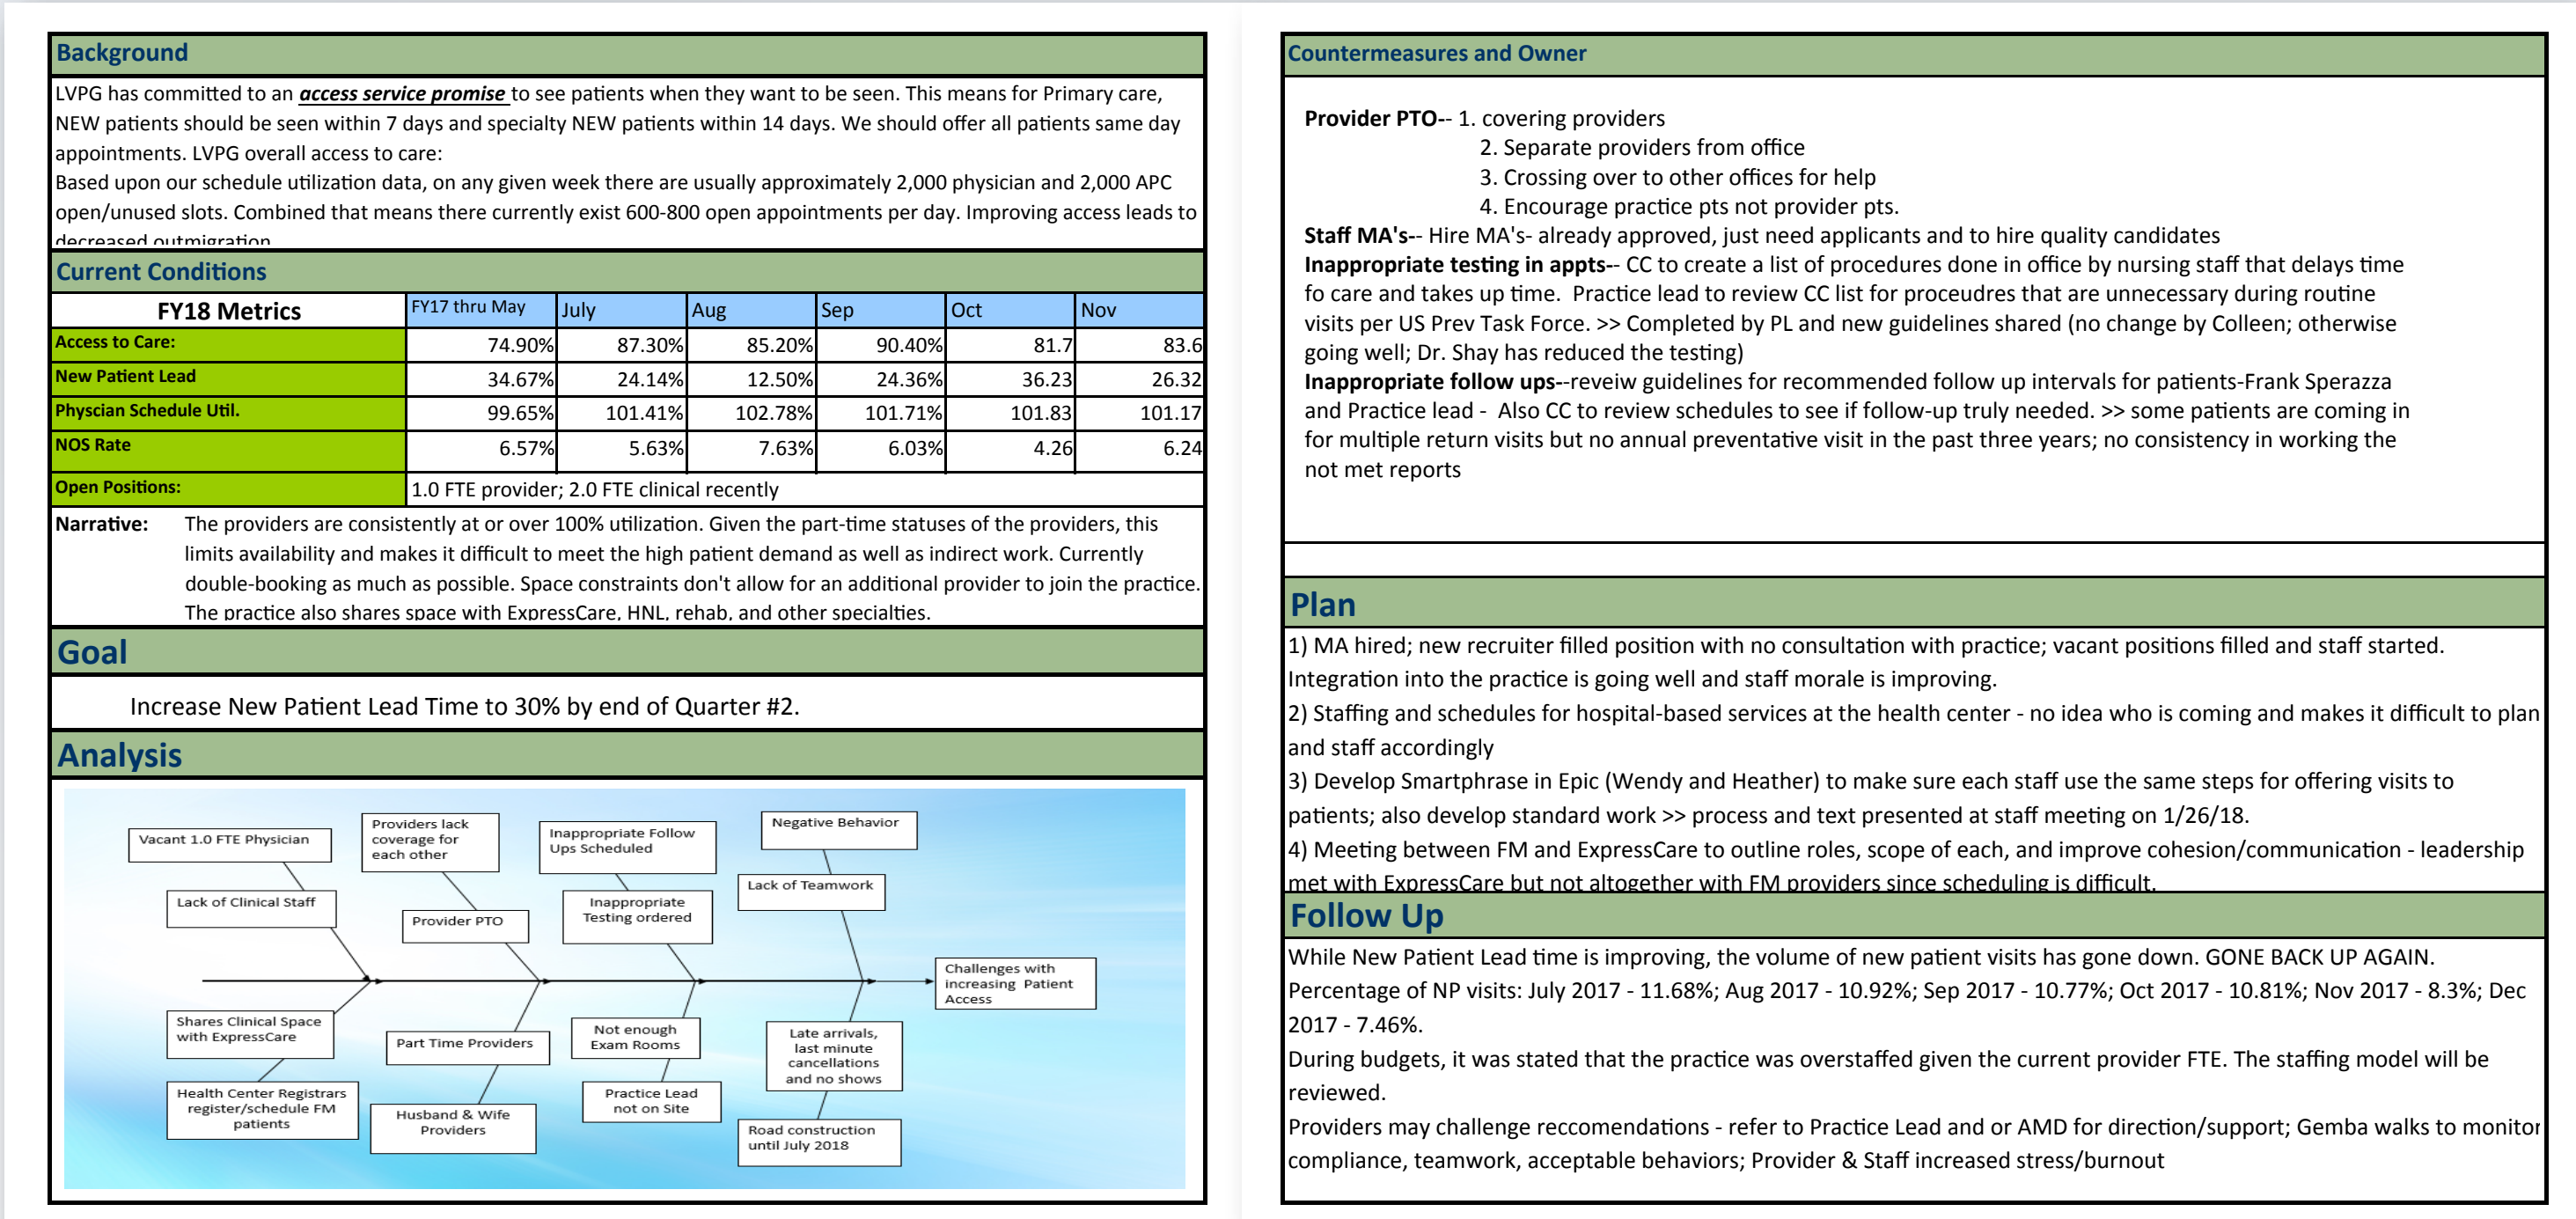 Background
LVPG has committed to an access service promise to see patients when they want to be seen. This means for Primary care,
NEW patients should be seen within 7 days and specialty NEW patients within 14 days. We should offer all patients same day
appointments. LVPG overall access to care:
Based upon our schedule utilization data, on any given week there are usually approximately 2,000 physician and 2,000 APC
open/unused slots. Combined that means there currently exist 600-800 open appointments per day. Improving access leads to
decreased outmigration
Current Conditions
FY18 Metrics FY17 thru May July Aug Sep Oct Nov
Access to Care: 74.90% 87.30% 85.20% 90.40% 81.7 83.6
New Patient Lead 34.67% 24.14% 12.50% 24.36% 36.23 26.32
Physcian Schedule Util. 99.65% 101.41% 102.78% 101.71% 101.83 101.17
NOS Rate 6.57% 5.63% 7.63% 6.03% 4.26 6.24
Open Positions: 1.0 FTE provider; 2.0 FTE clinical recently
Narrative: The providers are consistently at or over 100% utilization. Given the part-time statuses of the providers, this
limits availability and makes it difficult to meet the high patient demand as well as indirect work. Currently
double-booking as much as possible. Space constraints don't allow for an additional provider to join the practice.
The practice also shares space with ExpressCare, HNL, rehab, and other specialties.
Goal
Increase New Patient Lead Time to 30% by end of Quarter #2.
Analysis
Vacant 1.0 FTE Physician
Lack of Clinical Staff
Providers lack
coverage for
each other
Provider PTO
Inappropriate Follow
Ups Scheduled
Inappropriate
Testing ordered
Negative Behavior
Lack of Teamwork
Challenges with
increasing Patient
Access
Shares Clinical Space
with ExpressCare
Health Center Registrars
register/schedule FM
patients
Part Time Providers
Husband & Wife
Providers
Not enough
Exam Rooms
Practice Lead
not on Site
Late arrivals,
last minute
cancellations
and no shows
Road construction
until July 2018
Countermeasures and Owner
Provider PTO-- 1. covering providers
2. Separate providers from office
3. Crossing over to other offices for help
4. Encourage practice pts not provider pts.
Staff MA's-- Hire MA's- already approved, just need applicants and to hire quality candidates
Inappropriate testing in appts-- CC to create a list of procedures done in office by nursing staff that delays time
fo care and takes up time. Practice lead to review CC list for proceudres that are unnecessary during routine
visits per US Prev Task Force. >> Completed by PL and new guidelines shared (no change by Colleen; otherwise
going well; Dr. Shay has reduced the testing)
Inappropriate follow ups--reveiw guidelines for recommended follow up intervals for patients-Frank Sperazza
and Practice lead - Also CC to review schedules to see if follow-up truly needed. >> some patients are coming in
for multiple return visits but no annual preventative visit in the past three years; no consistency in working the
not met reports
Plan
1) MA hired; new recruiter filled position with no consultation with practice; vacant positions filled and staff started.
Integration into the practice is going well and staff morale is improving.
2) Staffing and schedules for hospital-based services at the health center - no idea who is coming and makes it difficult to plan
and staff accordingly
3) Develop Smartphrase in Epic (Wendy and Heather) to make sure each staff use the same steps for offering visits to
patients; also develop standard work >> process and text presented at staff meeting on 1/26/18.
4) Meeting between FM and ExpressCare to outline roles, scope of each, and improve cohesion/communication - leadership
met with ExpressCare but not altogether with FM providers since scheduling is difficult.
Follow Up
While New Patient Lead time is improving, the volume of new patient visits has gone down. GONE BACK UP AGAIN.
Percentage of NP visits: July 2017 - 11.68%; Aug 2017 - 10.92%; Sep 2017 - 10.77%; Oct 2017 - 10.81%; Nov 2017 - 8.3%; Dec
2017 - 7.46%.
During budgets, it was stated that the practice was overstaffed given the current provider FTE. The staffing model will be
reviewed.
Providers may challenge reccomendations - refer to Practice Lead and or AMD for direction/support; Gemba walks to monitor
compliance, teamwork, acceptable behaviors; Provider & Staff increased stress/burnout